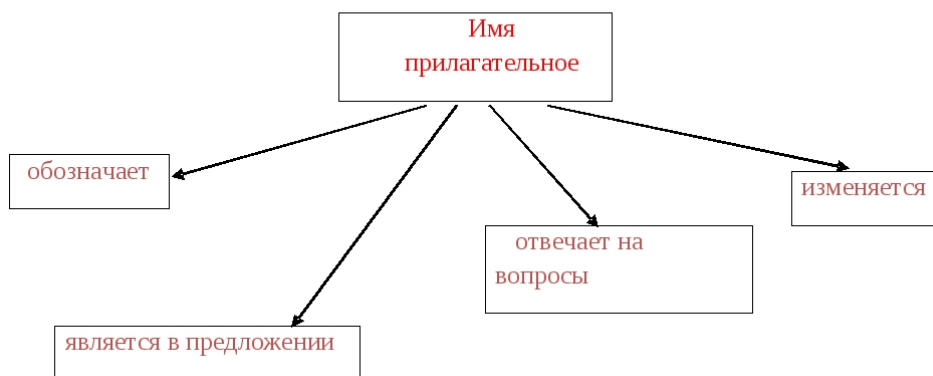 Имя
прилагательное
обозначает
изменяется
отвечает на
вопросы
является в предложении